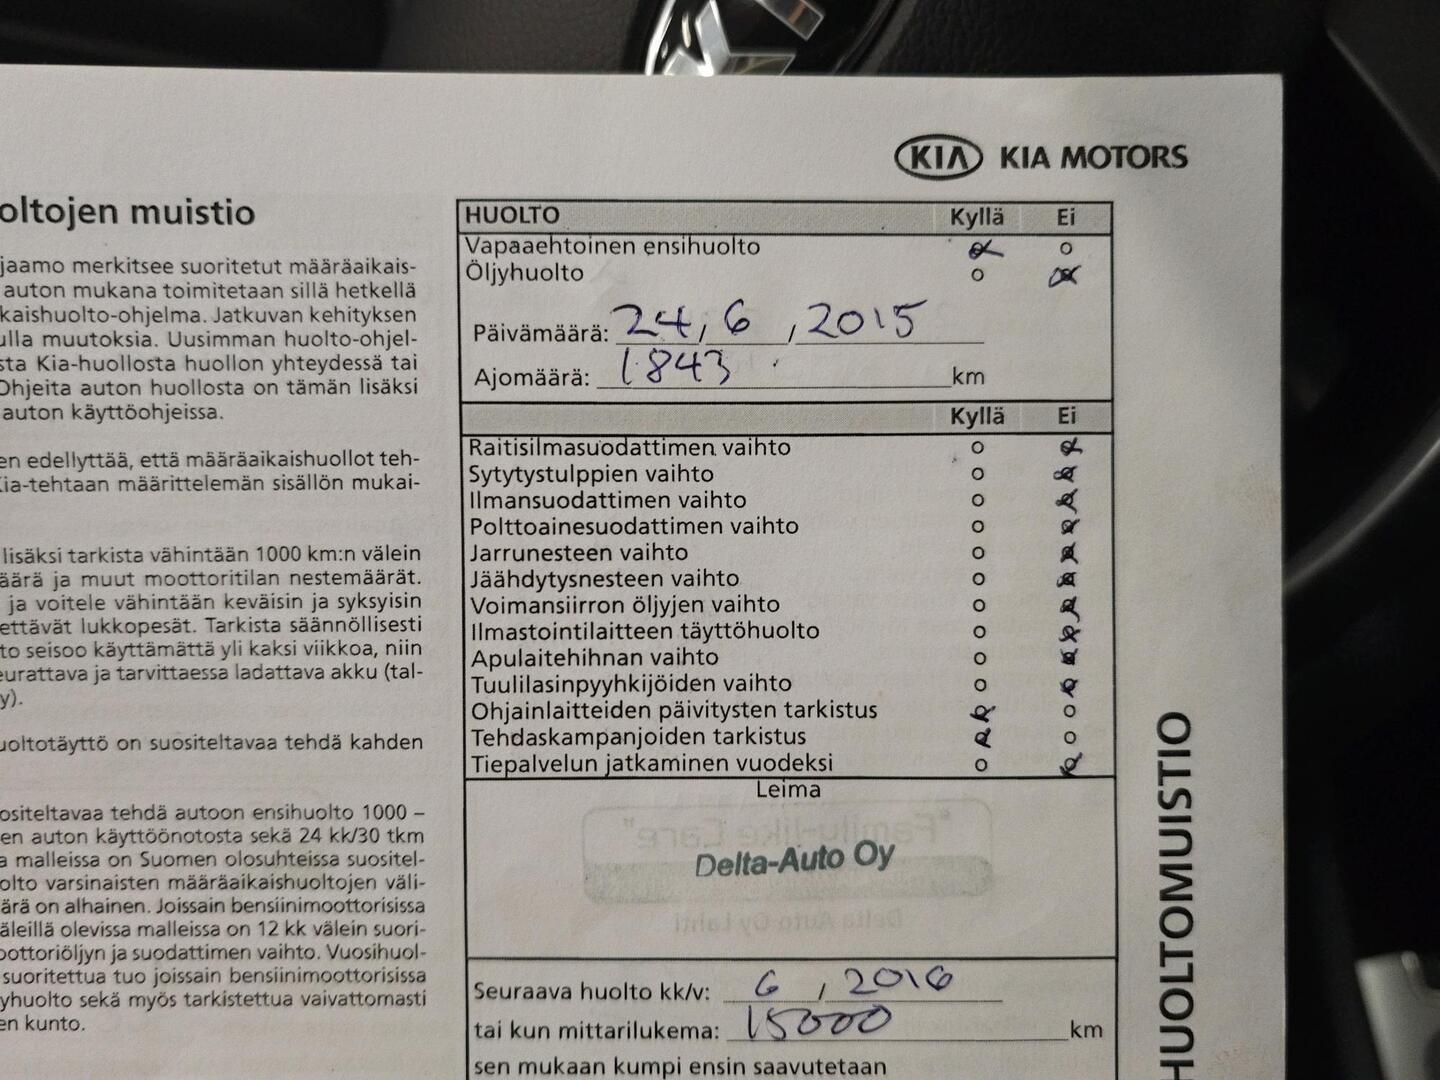 KIA KIA MOTORS
oltojen muistio
jaamo merkitsee suoritetut määräaikais-
auton mukana toimitetaan sillä hetkellä
kaishuolto-ohjelma. Jatkuvan kehityksen
ulla muutoksia. Uusimman huolto-ohjel-
sta Kia-huollosta huollon yhteydessä tai
Ohjeita auton huollosta on tämän lisäksi
auton käyttöohjeissa.
en edellyttää, että määräaikaishuollot teh-
Kia-tehtaan määrittelemän sisällön mukai-
lisäksi tarkista vähintään 1000 km:n välein
äärä ja muut moottoritilan nestemäärät.
ja voitele vähintään keväisin ja syksyisin
ettävät lukkopesät. Tarkista säännöllisesti
to seisoo käyttämättä yli kaksi viikkoa, niin
eurattava ja tarvittaessa ladattava akku (tal-
y).
uoltotäyttö on suositeltavaa tehdä kahden
ositeltavaa tehdä autoon ensihuolto 1000 –
en auton käyttöönotosta sekä 24 kk/30 tkm
a malleissa on Suomen olosuhteissa suositel-
olto varsinaisten määräaikaishuoltojen väli-
ärä on alhainen. Joissain bensiinimoottorisissa
äleillä olevissa malleissa on 12 kk välein suori-
oottoriöljyn ja suodattimen vaihto. Vuosihuol-
suoritettua tuo joissain bensiinimoottorisissa
yhuolto sekä myös tarkistettua vaivattomasti
en kunto.
HUOLTO Kyllä Ei
Vapaaehtoinen ensihuolto
Öljyhuolto
Päivämäärä: 24, 6, 2015
Ajomäärä: 1843 km
Kyllä Ei
Raitisilmasuodattimen vaihto
Sytytystulppien vaihto
Ilmansuodattimen vaihto
Polttoainesuodattimen vaihto
Jarrunesteen vaihto
Jäähdytysnesteen vaihto
Voimansiirron öljyjen vaihto
Ilmastointilaitteen täyttöhuolto
Apulaitehihnan vaihto
Tuulilasinpyyhkijöiden vaihto
Ohjainlaitteiden päivitysten tarkistus
Tehdaskampanjoiden tarkistus
Tiepalvelun jatkaminen vuodeksi
Leima
"Family-like Care"
Delta-Auto Oy
Delta Auto Oy Lahti
Seuraava huolto kk/v: 6 / 2016
tai kun mittarilukema: 15000 km
sen mukaan kumpi ensin saavutetaan
HUOLTOMUISTIO